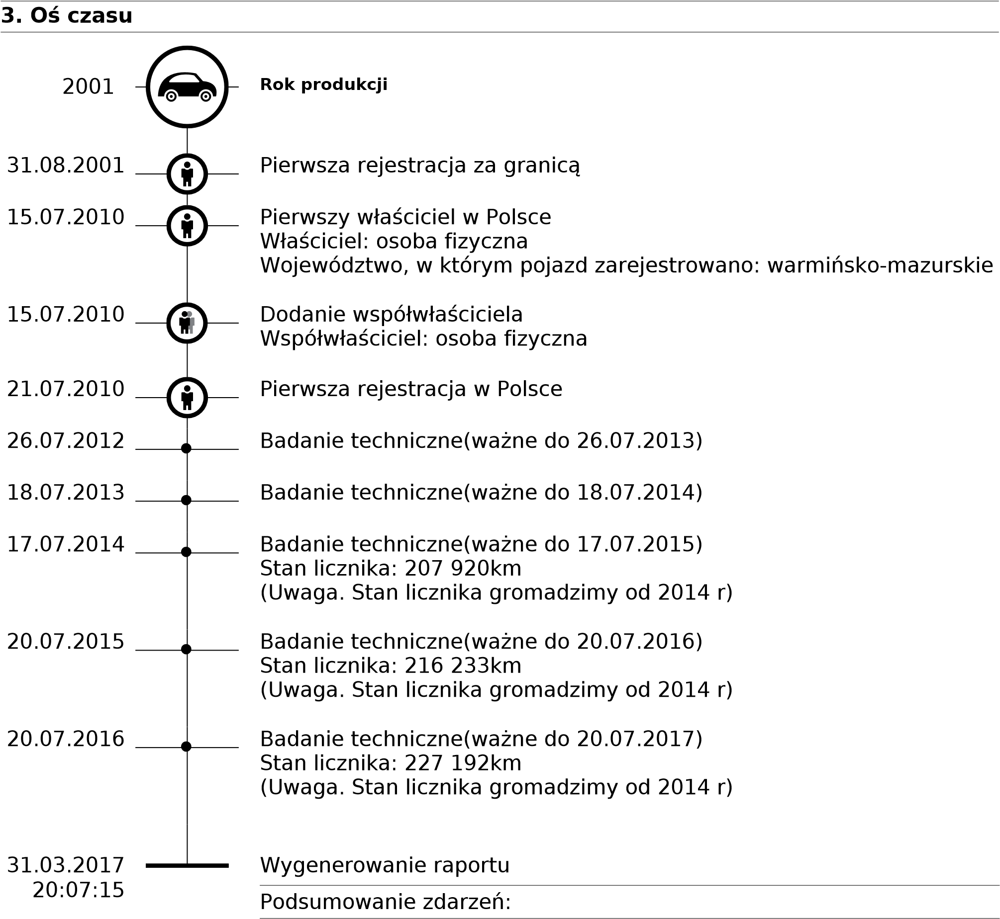 3. Oś czasu
2001 Rok produkcji
31.08.2001 Pierwsza rejestracja za granicą
15.07.2010 Pierwszy właściciel w Polsce
Właściciel: osoba fizyczna
Województwo, w którym pojazd zarejestrowano: warmińsko-mazurskie
15.07.2010 Dodanie współwłaściciela
Współwłaściciel: osoba fizyczna
21.07.2010 Pierwsza rejestracja w Polsce
26.07.2012 Badanie techniczne(ważne do 26.07.2013)
18.07.2013 Badanie techniczne(ważne do 18.07.2014)
17.07.2014 Badanie techniczne(ważne do 17.07.2015)
Stan licznika: 207 920km
(Uwaga. Stan licznika gromadzimy od 2014 r)
20.07.2015 Badanie techniczne(ważne do 20.07.2016)
Stan licznika: 216 233km
(Uwaga. Stan licznika gromadzimy od 2014 r)
20.07.2016 Badanie techniczne(ważne do 20.07.2017)
Stan licznika: 227 192km
(Uwaga. Stan licznika gromadzimy od 2014 r)
31.03.2017 Wygenerowanie raportu
20:07:15
Podsumowanie zdarzeń: